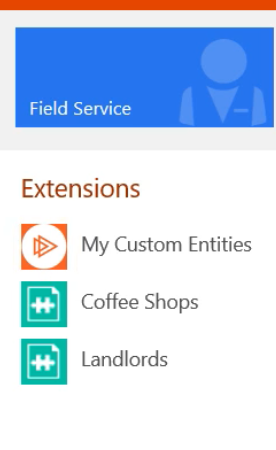 Field Service
Extensions
My Custom Entities
Coffee Shops
Landlords